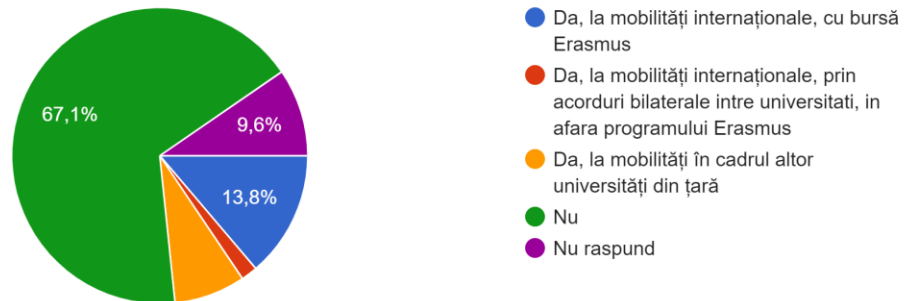 67,1%
9,6%
13,8%
Da, la mobilități internaționale, cu bursă
Erasmus
Da, la mobilități internaționale, prin
acorduri bilaterale intre universitati, in
afara programului Erasmus
Da, la mobilități în cadrul altor
universități din țară
Nu
Nu raspund